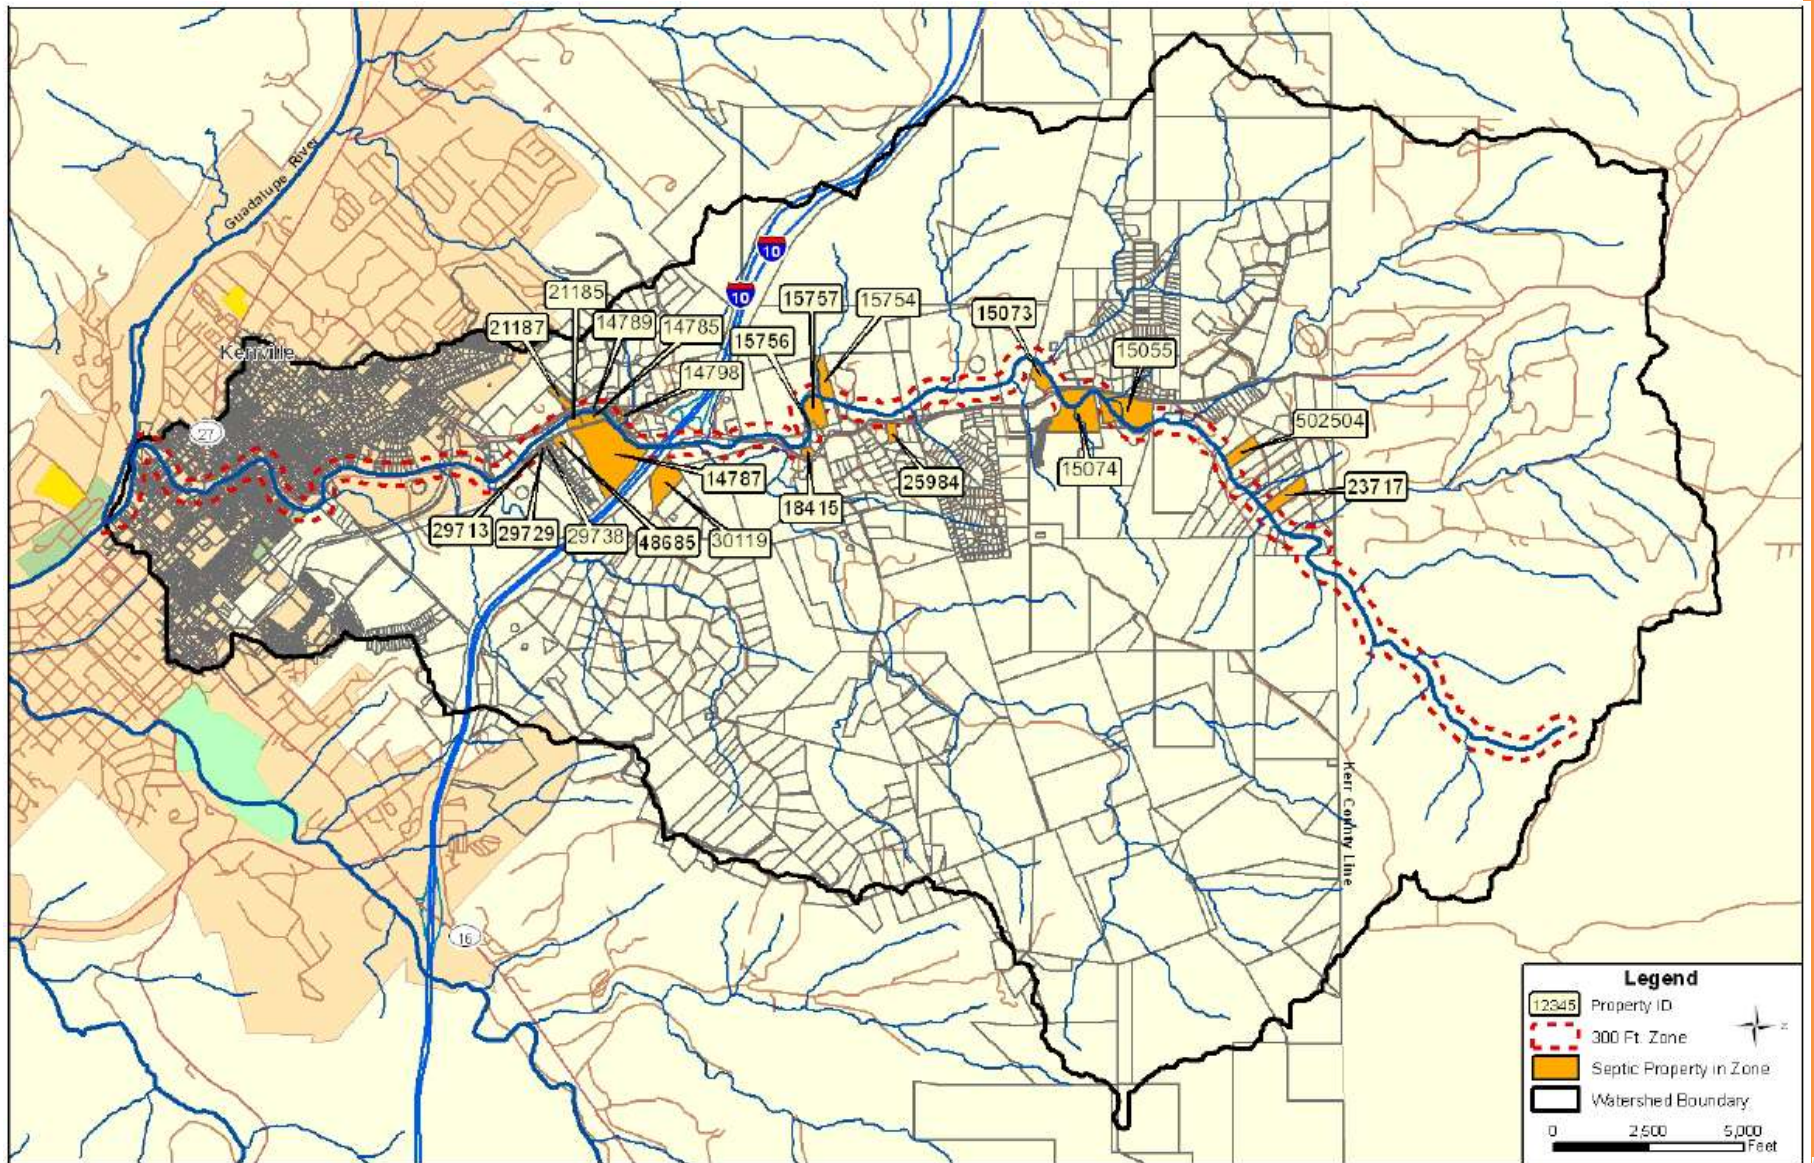 Guadalupe River
Kerrville
27
10
10
21185
21187
14789
14785
15756
15757
15754
14798
15073
15055
502504
15074
23717
14787
25984
18415
29713
29729
29738
48685
30119
16
Kerr County Line
Legend
12345 Property ID
300 Ft. Zone
Septic Property in Zone
Watershed Boundary
z
0 2,500 5,000
Feet